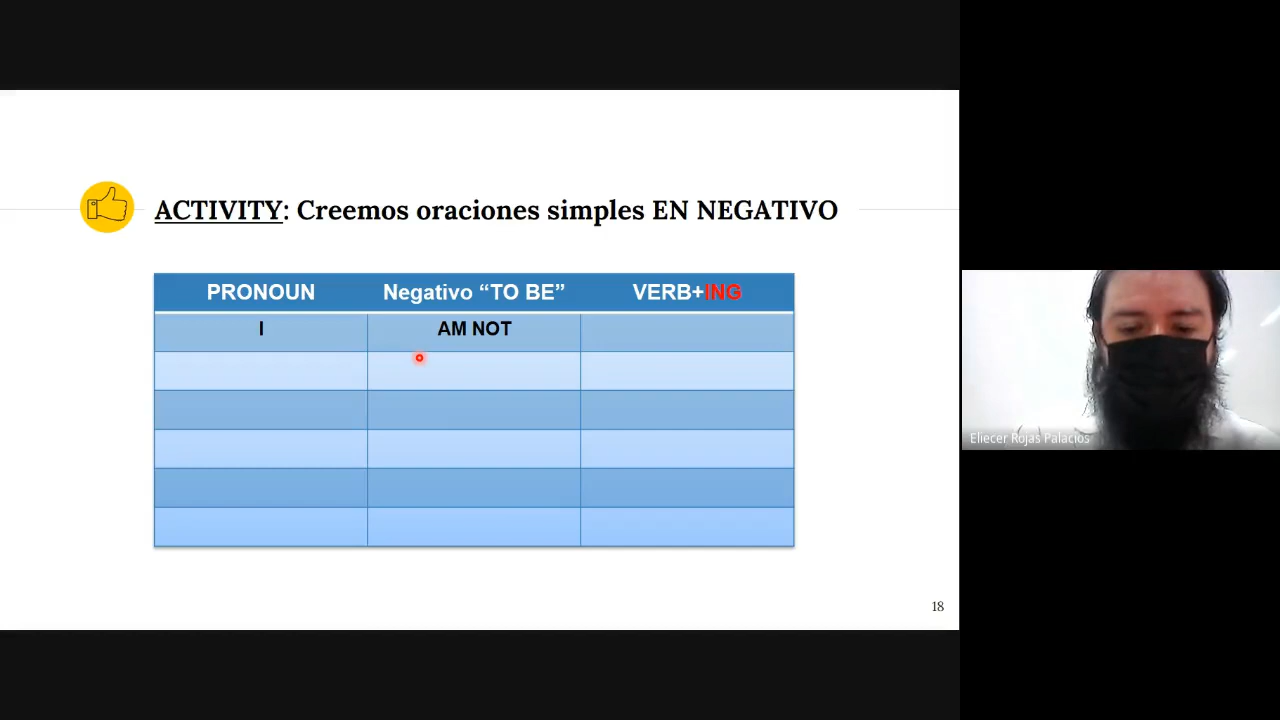 ACTIVITY: Creemos oraciones simples EN NEGATIVO
PRONOUN Negativo “TO BE” VERB+ING
I AM NOT
18
Eliecer Rojas Palacios